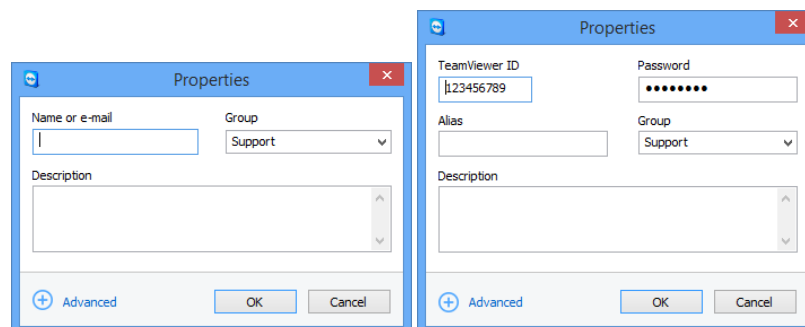 Properties
Name or e-mail Group
Support
Description
Advanced OK Cancel
Properties
TeamViewer ID Password
123456789 ••••••••
Alias Group
Support
Description
Advanced OK Cancel